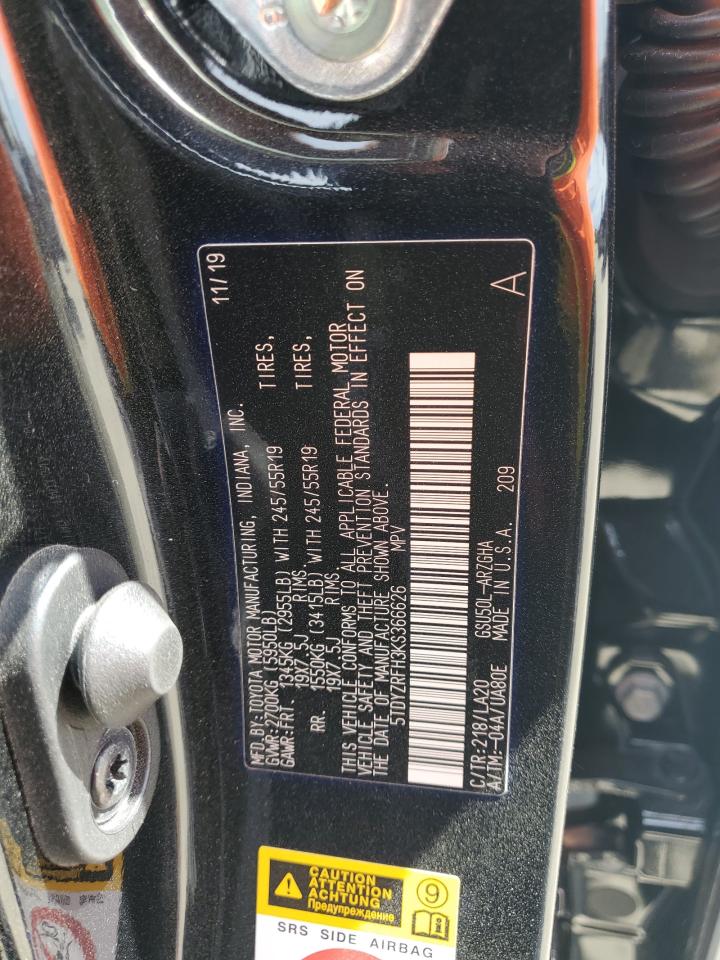 MFD.BY:TOYOTA MOTOR MANUFACTURING, INDIANA, INC. 11/19
GVWR:2700KG(5950LB)
GAWR:FRT 1345KG(2955LB)WITH 245/55R19 TIRES,
19X7.5J RIMS,
RR. 1550KG(3415LB)WITH 245/55R19 TIRES,
19X7.5J RIMS
THIS VEHICLE CONFORMS TO ALL APPLICABLE FEDERAL MOTOR
VEHICLE SAFETY AND THEFT PREVENTION STANDARDS IN EFFECT ON
THE DATE OF MANUFACTURE SHOWN ABOVE.
5TDYZRFH3KS366626 MPV
C/TR:218/LA20 GSU50L-ARZGHA
A/TM:-04A/UA80E MADE IN U.S.A. 209
A
CAUTION
ATTENTION
ACHTUNG
Предупреждение
9
SRS SIDE AIRBAG